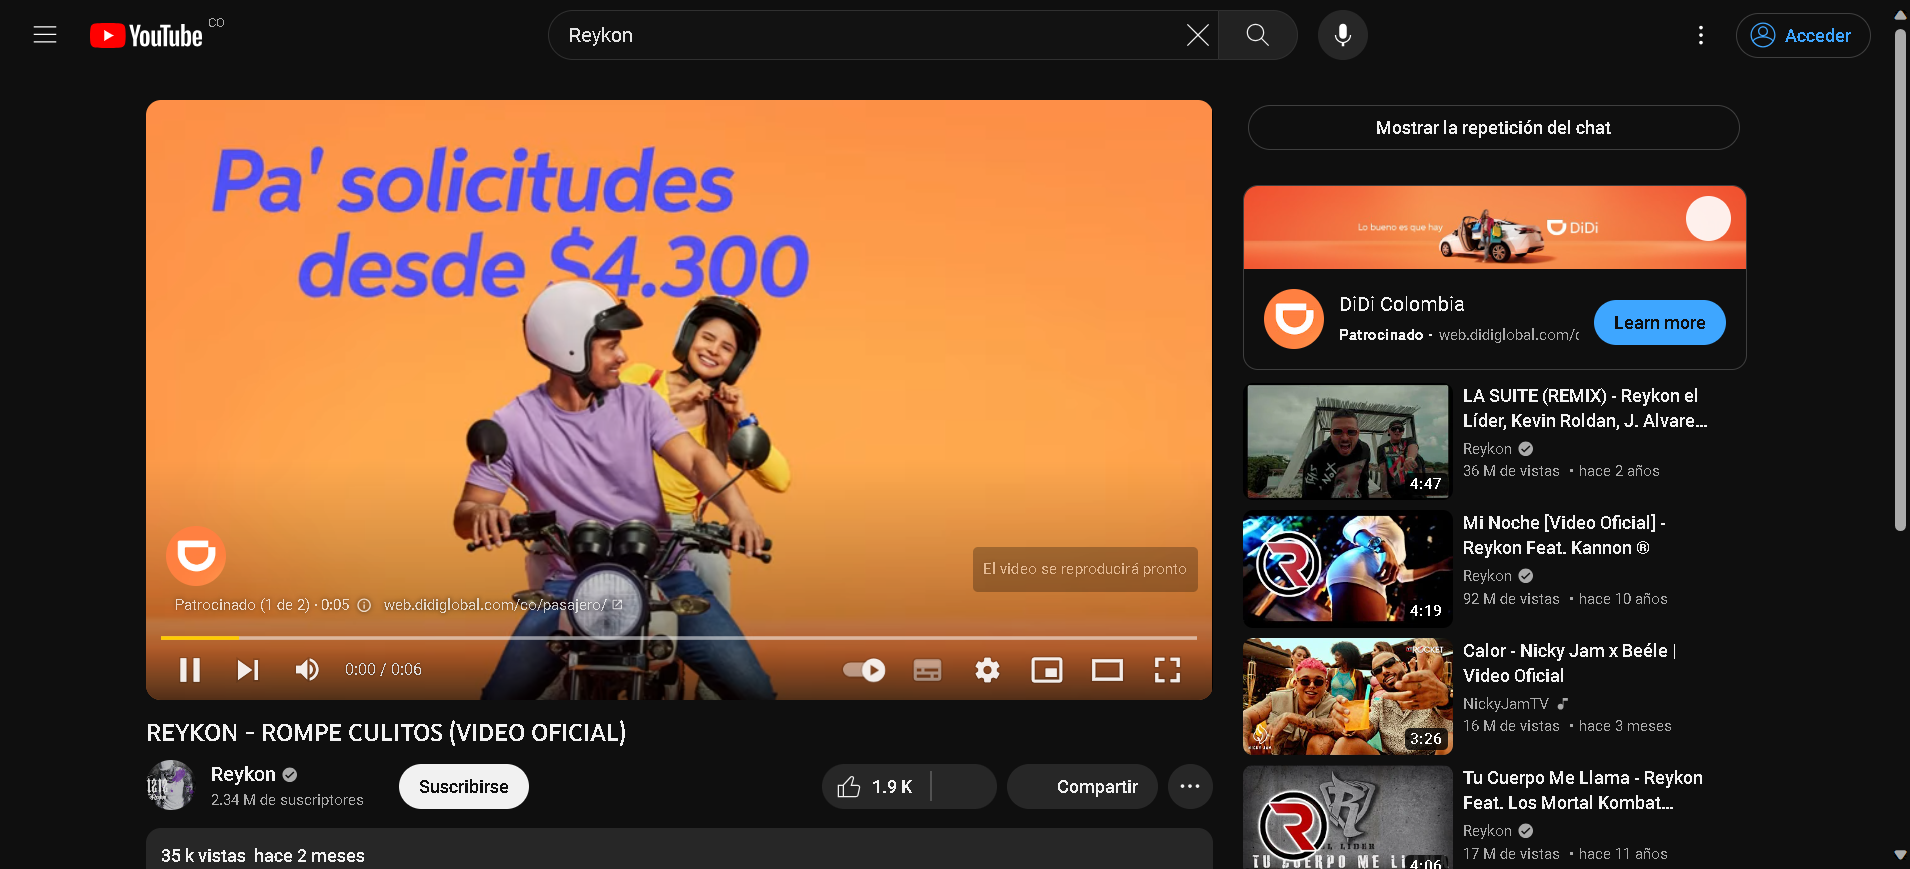 YouTube CO
Reykon
Acceder
Pa' solicitudes
desde $4.300
El video se reproducirá pronto
Patrocinado (1 de 2) · 0:05 web.didiglobal.com/co/pasajero/
0:00 / 0:06
REYKON - ROMPE CULITOS (VIDEO OFICIAL)
Reykon
2.34 M de suscriptores
Suscribirse
1.9 K
Compartir
35 k vistas hace 2 meses
Mostrar la repetición del chat
Lo bueno es que hay
DiDi
DiDi Colombia
Patrocinado · web.didiglobal.com/c
Learn more
LA SUITE (REMIX) - Reykon el
Líder, Kevin Roldan, J. Alvare...
Reykon
36 M de vistas • hace 2 años
4:47
Mi Noche [Video Oficial] -
Reykon Feat. Kannon ®
Reykon
92 M de vistas • hace 10 años
4:19
Calor - Nicky Jam x Beéle |
Video Oficial
NickyJamTV
16 M de vistas • hace 3 meses
3:26
Tu Cuerpo Me Llama - Reykon
Feat. Los Mortal Kombat...
Reykon
17 M de vistas • hace 11 años
4:06